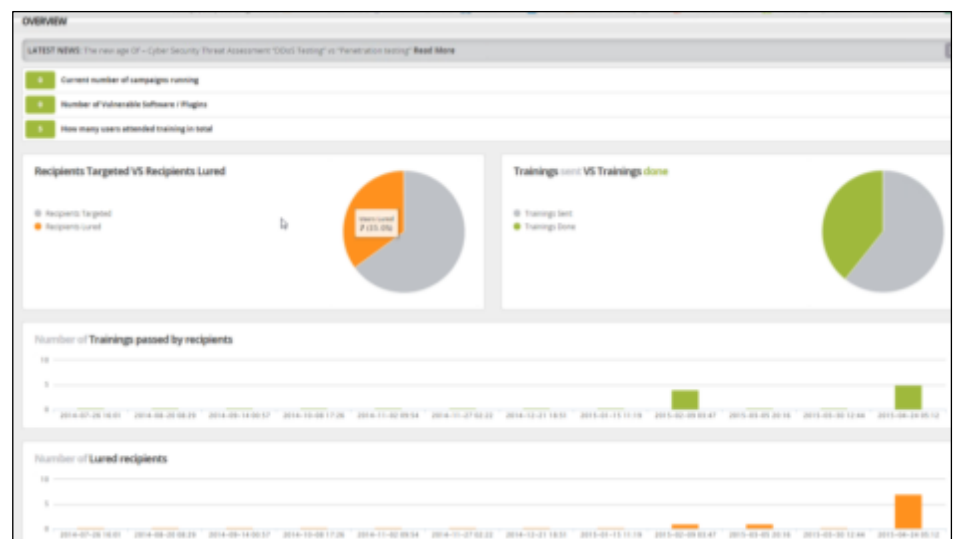 OVERVIEW
LATEST NEWS: The new age Of – Cyber Security Threat Assessment "DDoS Testing" vs "Penetration testing" Read More
Current number of campaigns running
Number of Vulnerable Software / Plugins
5 How many users attended training in total
Recipients Targeted VS Recipients Lured
Recipients Targeted
Recipients Lured
Users Lured
Trainings sent VS Trainings done
Trainings Sent
Trainings Done
Number of Trainings passed by recipients
10
5
0
2014-07-26 16:01 2014-08-20 08:29 2014-09-14 00:57 2014-10-08 17:26 2014-11-02 09:54 2014-11-27 02:22 2014-12-21 18:51 2015-01-15 11:19 2015-02-09 03:47 2015-03-05 20:16 2015-03-30 12:44 2015-04-24 05:12
Number of Lured recipients
10
5
0
2014-07-26 16:01 2014-08-20 08:29 2014-09-14 00:57 2014-10-08 17:26 2014-11-02 09:54 2014-11-27 02:22 2014-12-21 18:51 2015-01-15 11:19 2015-02-09 03:47 2015-03-05 20:16 2015-03-30 12:44 2015-04-24 05:12